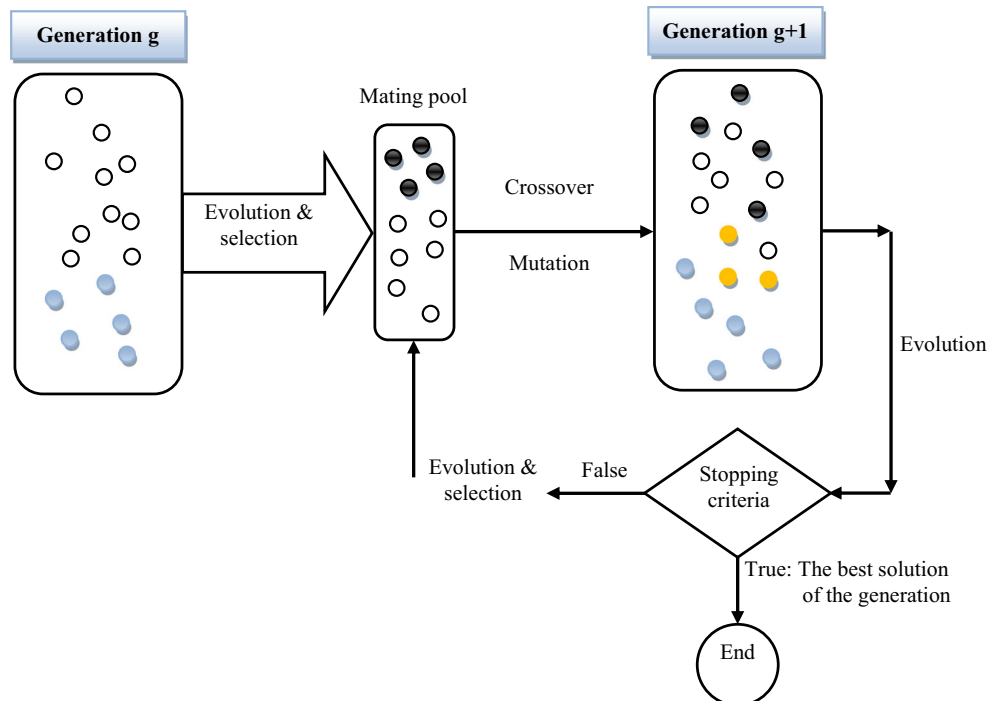 Generation g
Generation g+1
Mating pool
Evolution &
selection
Crossover
Mutation
Evolution
Evolution &
selection
False
Stopping
criteria
True: The best solution
of the generation
End